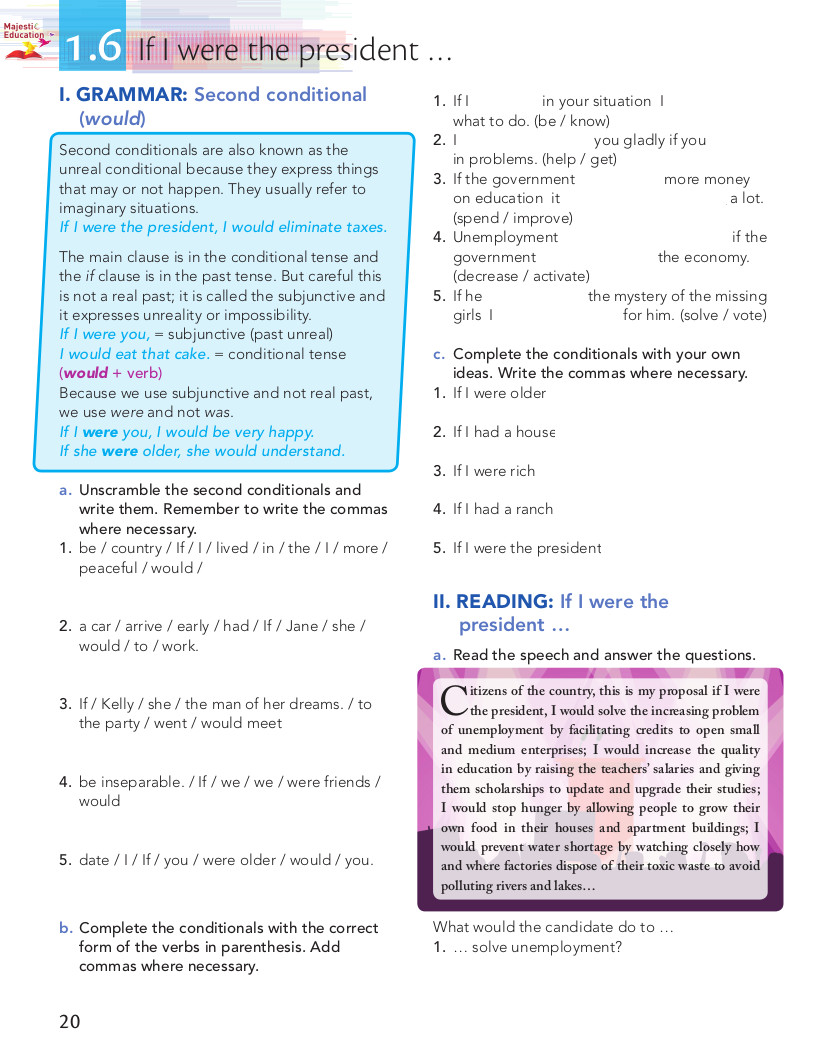 Majestic
Education
1.6 If I were the president ...
I. GRAMMAR: Second conditional
(would)
Second conditionals are also known as the
unreal conditional because they express things
that may or not happen. They usually refer to
imaginary situations.
If I were the president, I would eliminate taxes.
The main clause is in the conditional tense and
the if clause is in the past tense. But careful this
is not a real past; it is called the subjunctive and
it expresses unreality or impossibility.
If I were you, = subjunctive (past unreal)
I would eat that cake. = conditional tense
(would + verb)
Because we use subjunctive and not real past,
we use were and not was.
If I were you, I would be very happy.
If she were older, she would understand.
a. Unscramble the second conditionals and
write them. Remember to write the commas
where necessary.
1. be / country / If / I / lived / in / the / I / more /
peaceful / would /
2. a car / arrive / early / had / If / Jane / she /
would / to / work.
3. If / Kelly / she / the man of her dreams. / to
the party / went / would meet
4. be inseparable. / If / we / we / were friends /
would
5. date / I / If / you / were older / would / you.
b. Complete the conditionals with the correct
form of the verbs in parenthesis. Add
commas where necessary.
1. If I in your situation I
what to do. (be / know)
2. I you gladly if you
in problems. (help / get)
3. If the government more money
on education it a lot.
(spend / improve)
4. Unemployment if the
government the economy.
(decrease / activate)
5. If he the mystery of the missing
girls I for him. (solve / vote)
c. Complete the conditionals with your own
ideas. Write the commas where necessary.
1. If I were older
2. If I had a house
3. If I were rich
4. If I had a ranch
5. If I were the president
II. READING: If I were the
president ...
a. Read the speech and answer the questions.
Citizens of the country, this is my proposal if I were
the president, I would solve the increasing problem
of unemployment by facilitating credits to open small
and medium enterprises; I would increase the quality
in education by raising the teachers' salaries and giving
them scholarships to update and upgrade their studies;
I would stop hunger by allowing people to grow their
own food in their houses and apartment buildings; I
would prevent water shortage by watching closely how
and where factories dispose of their toxic waste to avoid
polluting rivers and lakes...
What would the candidate do to ...
1. ... solve unemployment?
20